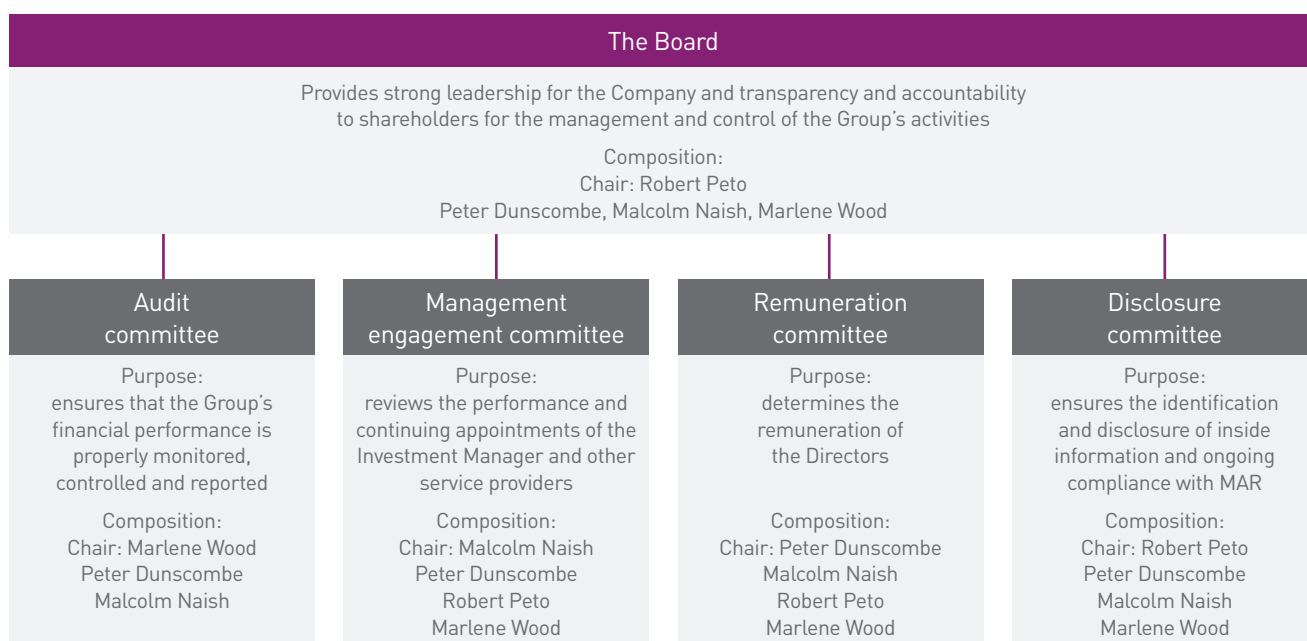 The Board
Provides strong leadership for the Company and transparency and accountability
to shareholders for the management and control of the Group's activities
Composition:
Chair: Robert Peto
Peter Dunscombe, Malcolm Naish, Marlene Wood
Audit
committee
Purpose:
ensures that the Group's
financial performance is
properly monitored,
controlled and reported
Composition:
Chair: Marlene Wood
Peter Dunscombe
Malcolm Naish
Management
engagement committee
Purpose:
reviews the performance and
continuing appointments of the
Investment Manager and other
service providers
Composition:
Chair: Malcolm Naish
Peter Dunscombe
Robert Peto
Marlene Wood
Remuneration
committee
Purpose:
determines the
remuneration of
the Directors
Composition:
Chair: Peter Dunscombe
Malcolm Naish
Robert Peto
Marlene Wood
Disclosure
committee
Purpose:
ensures the identification
and disclosure of inside
information and ongoing
compliance with MAR
Composition:
Chair: Robert Peto
Peter Dunscombe
Malcolm Naish
Marlene Wood